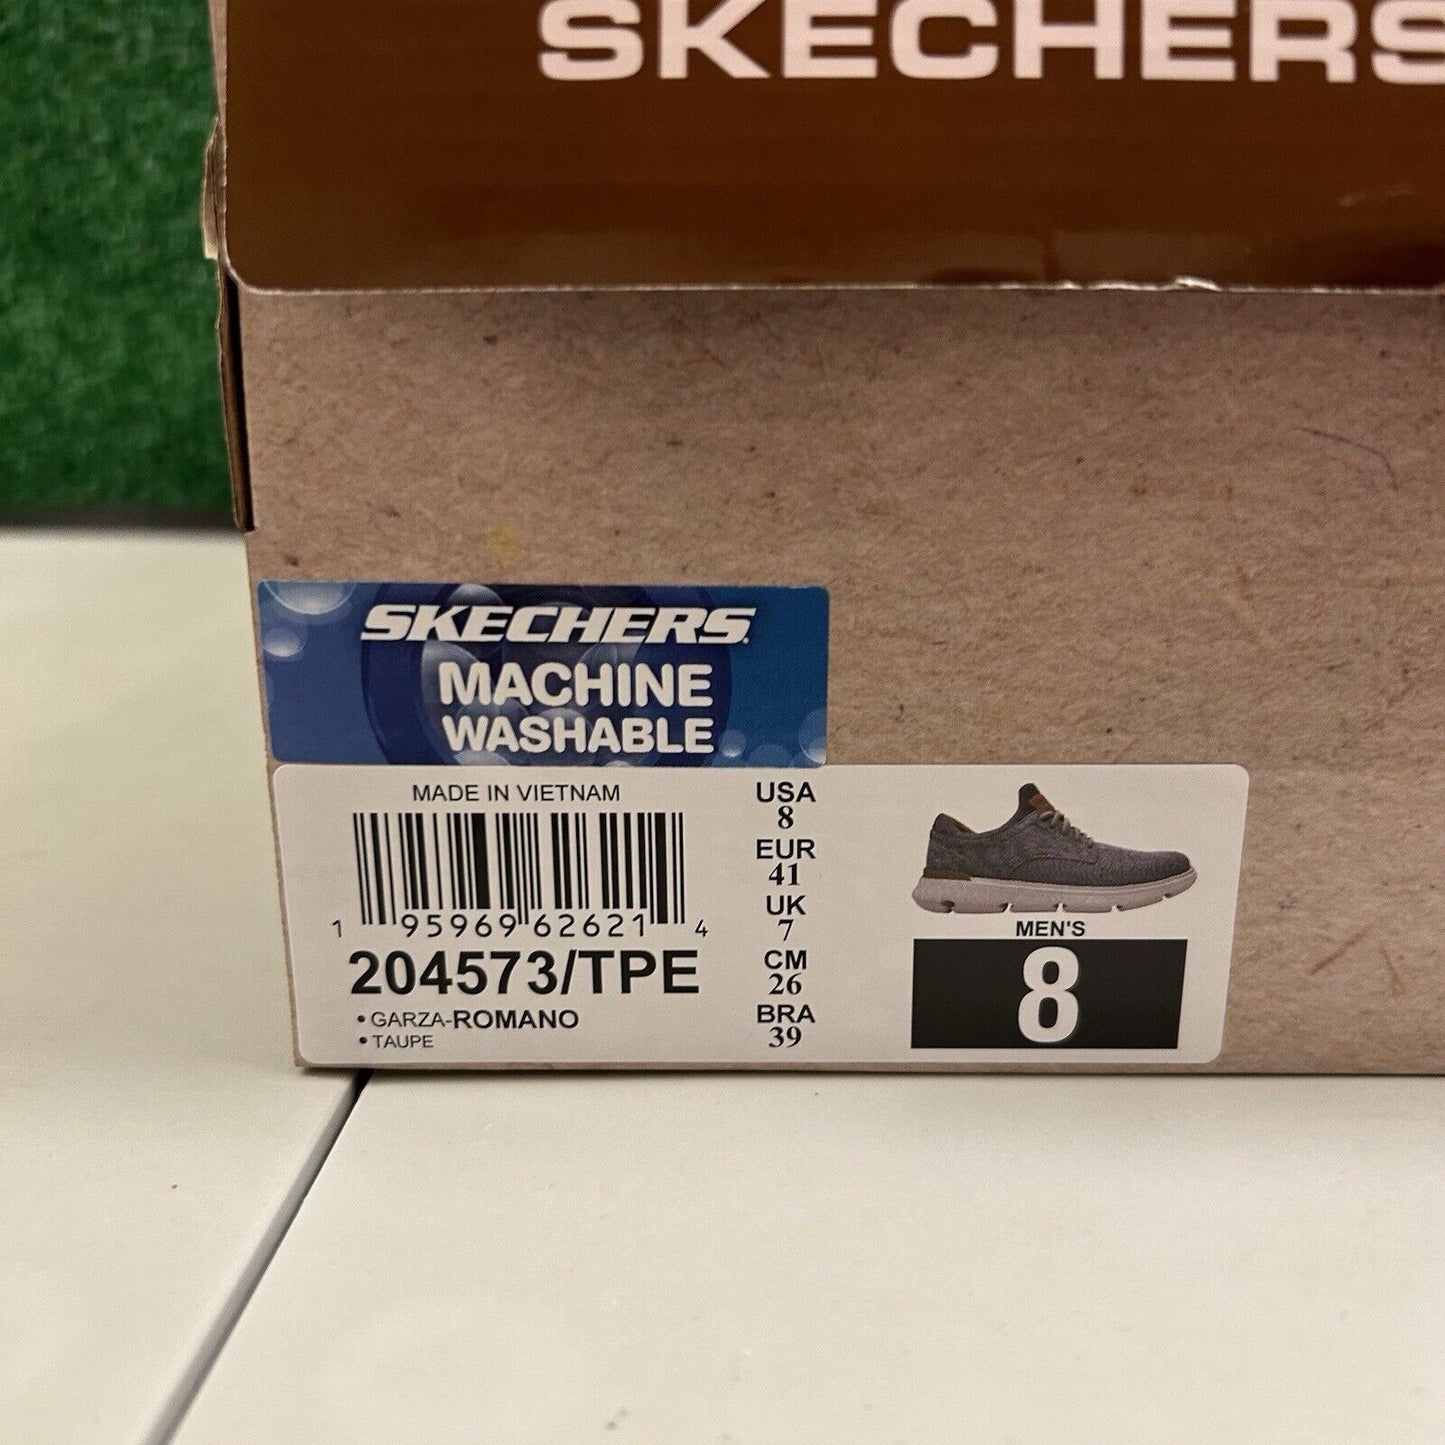 SKECHERS
SKECHERS
MACHINE
WASHABLE
MADE IN VIETNAM
1 95969 62621 4
204573/TPE
• GARZA-ROMANO
• TAUPE
USA
8
EUR
41
UK
7
CM
26
BRA
39
MEN'S
8